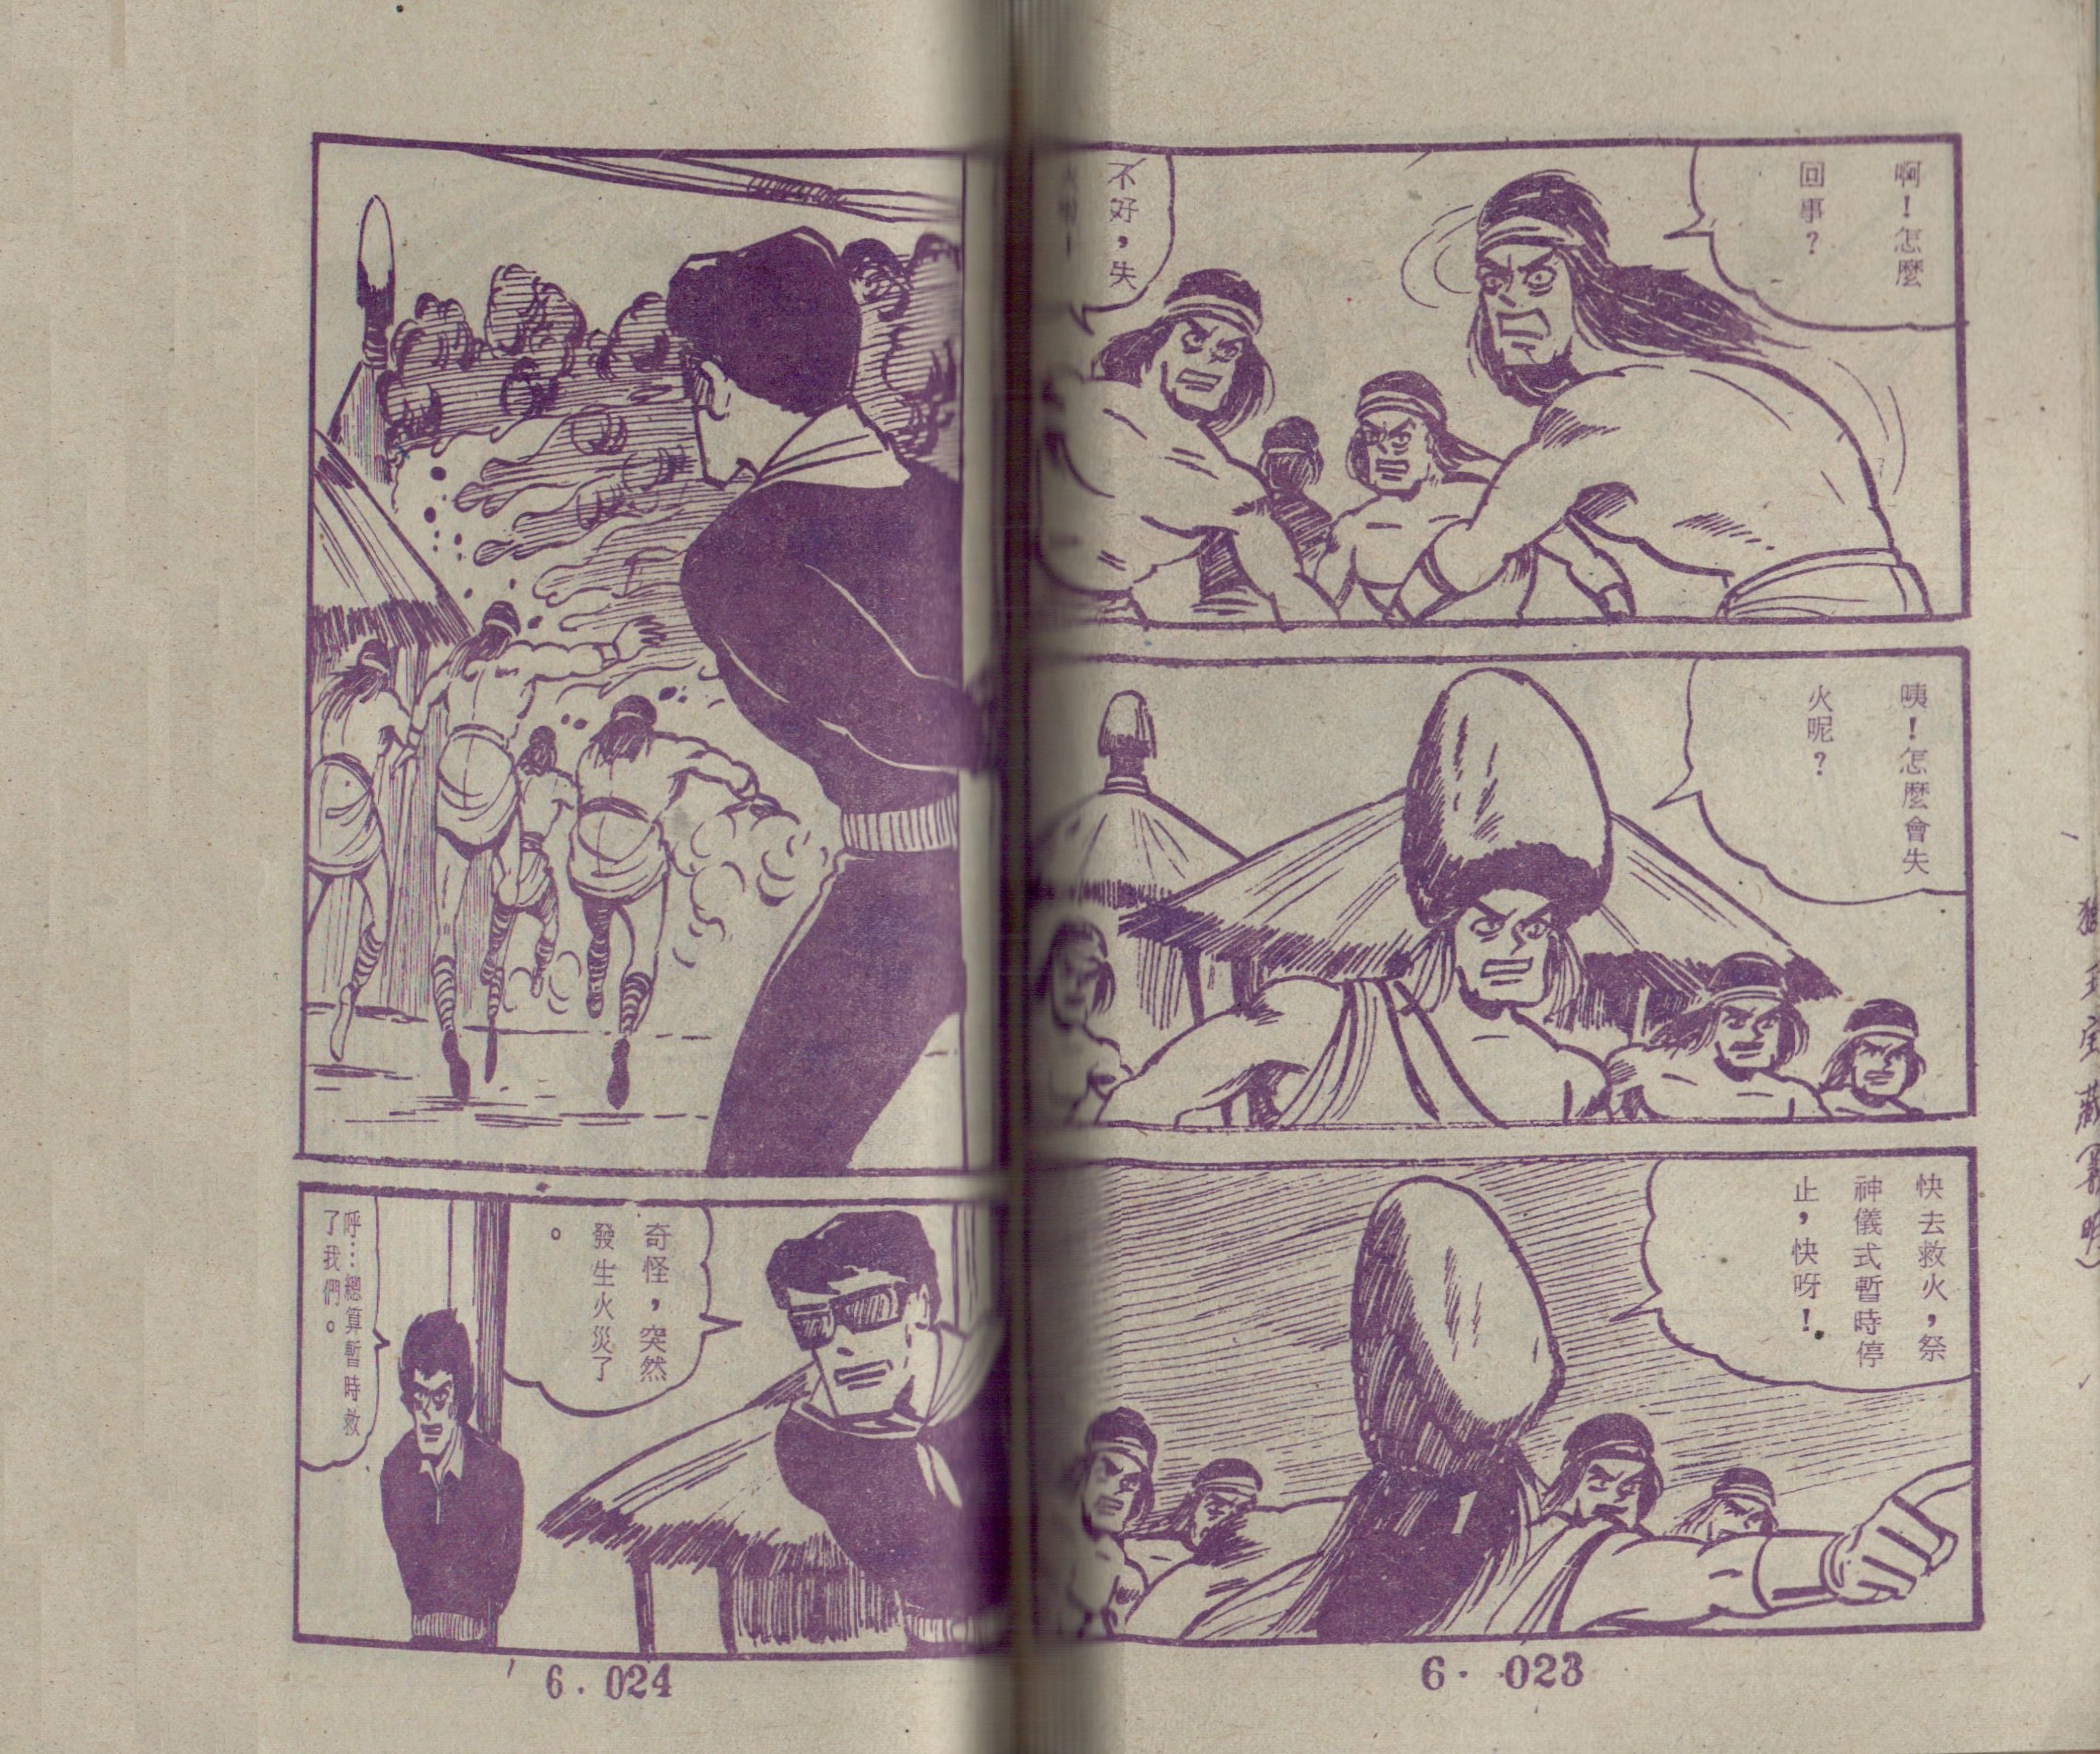 啊！怎麼
回事？
不好，失
咦！怎麼會失
火呢？
快去救火，祭
神儀式暫時停
止，快呀！
6.023
奇怪，突然
發生火災了
。
呼…總算暫時救
了我們。
6.024